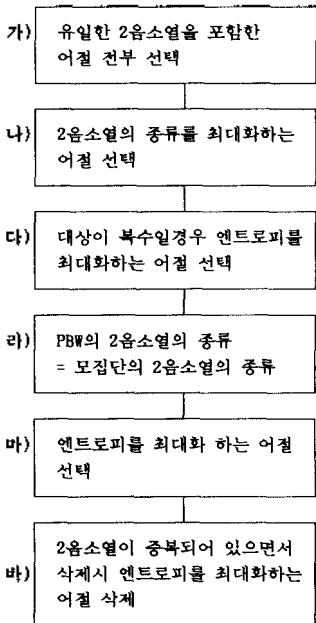 가) 유일한 2음소열을 포함한
어절 전부 선택
나) 2음소열의 종류를 최대화하는
어절 선택
다) 대상이 복수일경우 엔트로피를
최대화하는 어절 선택
라) PBW의 2음소열의 종류
= 모집단의 2음소열의 종류
마) 엔트로피를 최대화 하는 어절
선택
바) 2음소열이 중복되어 있으면서
삭제시 엔트로피를 최대화하는
어절 삭제